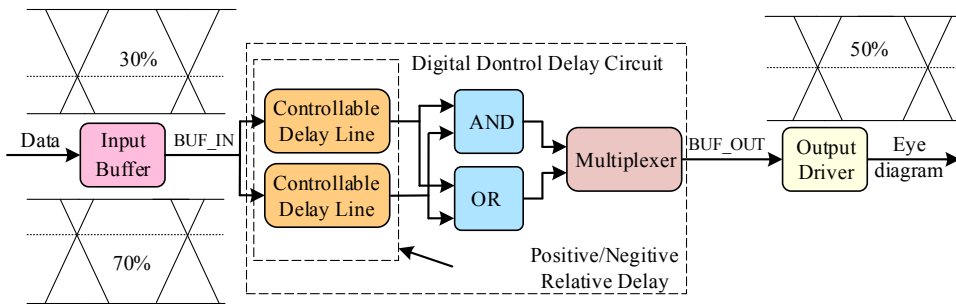 30%
50%
Digital Dontrol Delay Circuit
Controllable
Delay Line
AND
Data
Input
Buffer
BUF_IN
Multiplexer
BUF_OUT
Output
Driver
Eye
diagram
Controllable
Delay Line
OR
70%
Positive/Negitive
Relative Delay